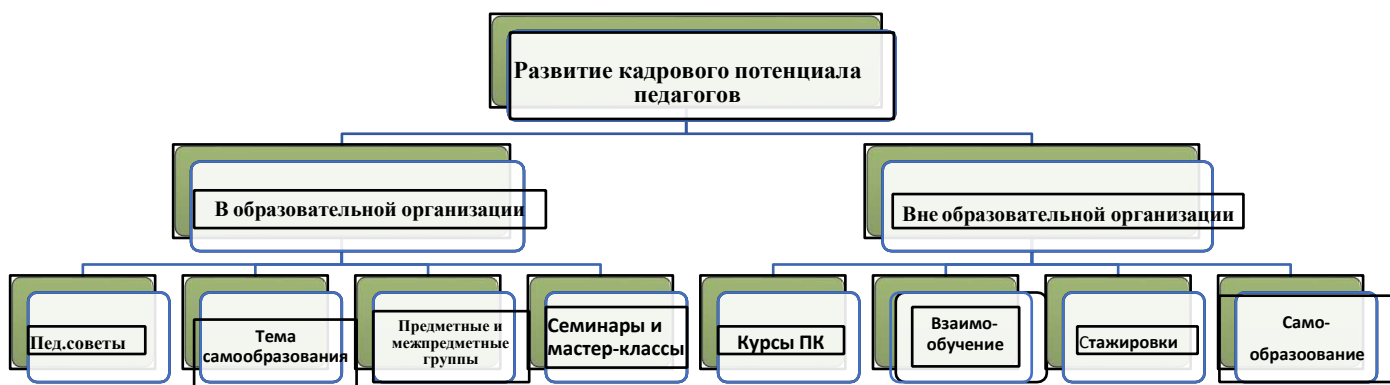 Развитие кадрового потенциала
педагогов
В образовательной организации
Вне образовательной организации
Пед.советы
Тема
самообразования
Предметные и
межпредметные
группы
Семинары и
мастер-классы
Курсы ПК
Взаимо-
обучение
Стажировки
Само-
образоование